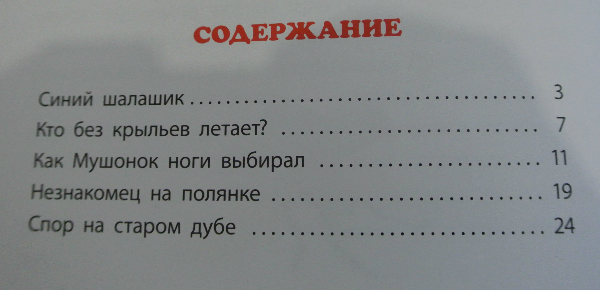 СОДЕРЖАНИЕ
Синий шалашик ........................................ 3
Кто без крыльев летает? .............................. 7
Как Мушонок ноги выбирал ......................... 11
Незнакомец на полянке ............................... 19
Спор на старом дубе .................................. 24